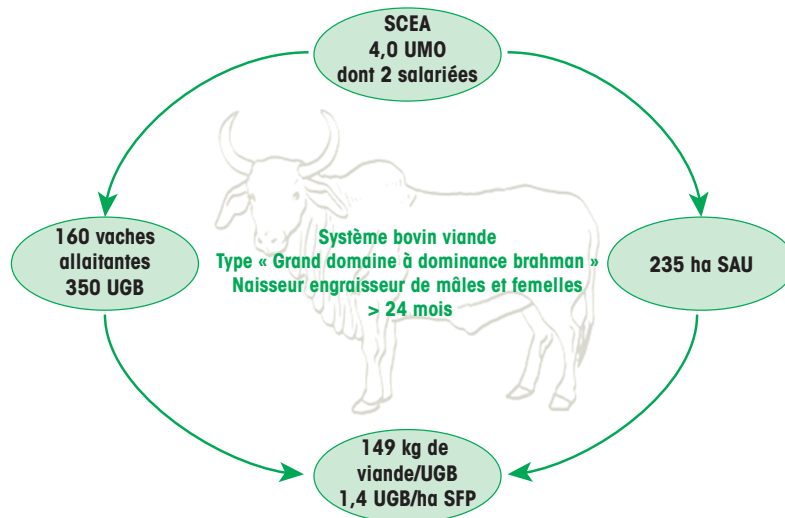 SCEA
4,0 UMO
dont 2 salariées
160 vaches
allaitantes
350 UGB
Système bovin viande
Type « Grand domaine à dominance brahman »
Naisseur engraisseur de mâles et femelles
> 24 mois
235 ha SAU
149 kg de
viande/UGB
1,4 UGB/ha SFP